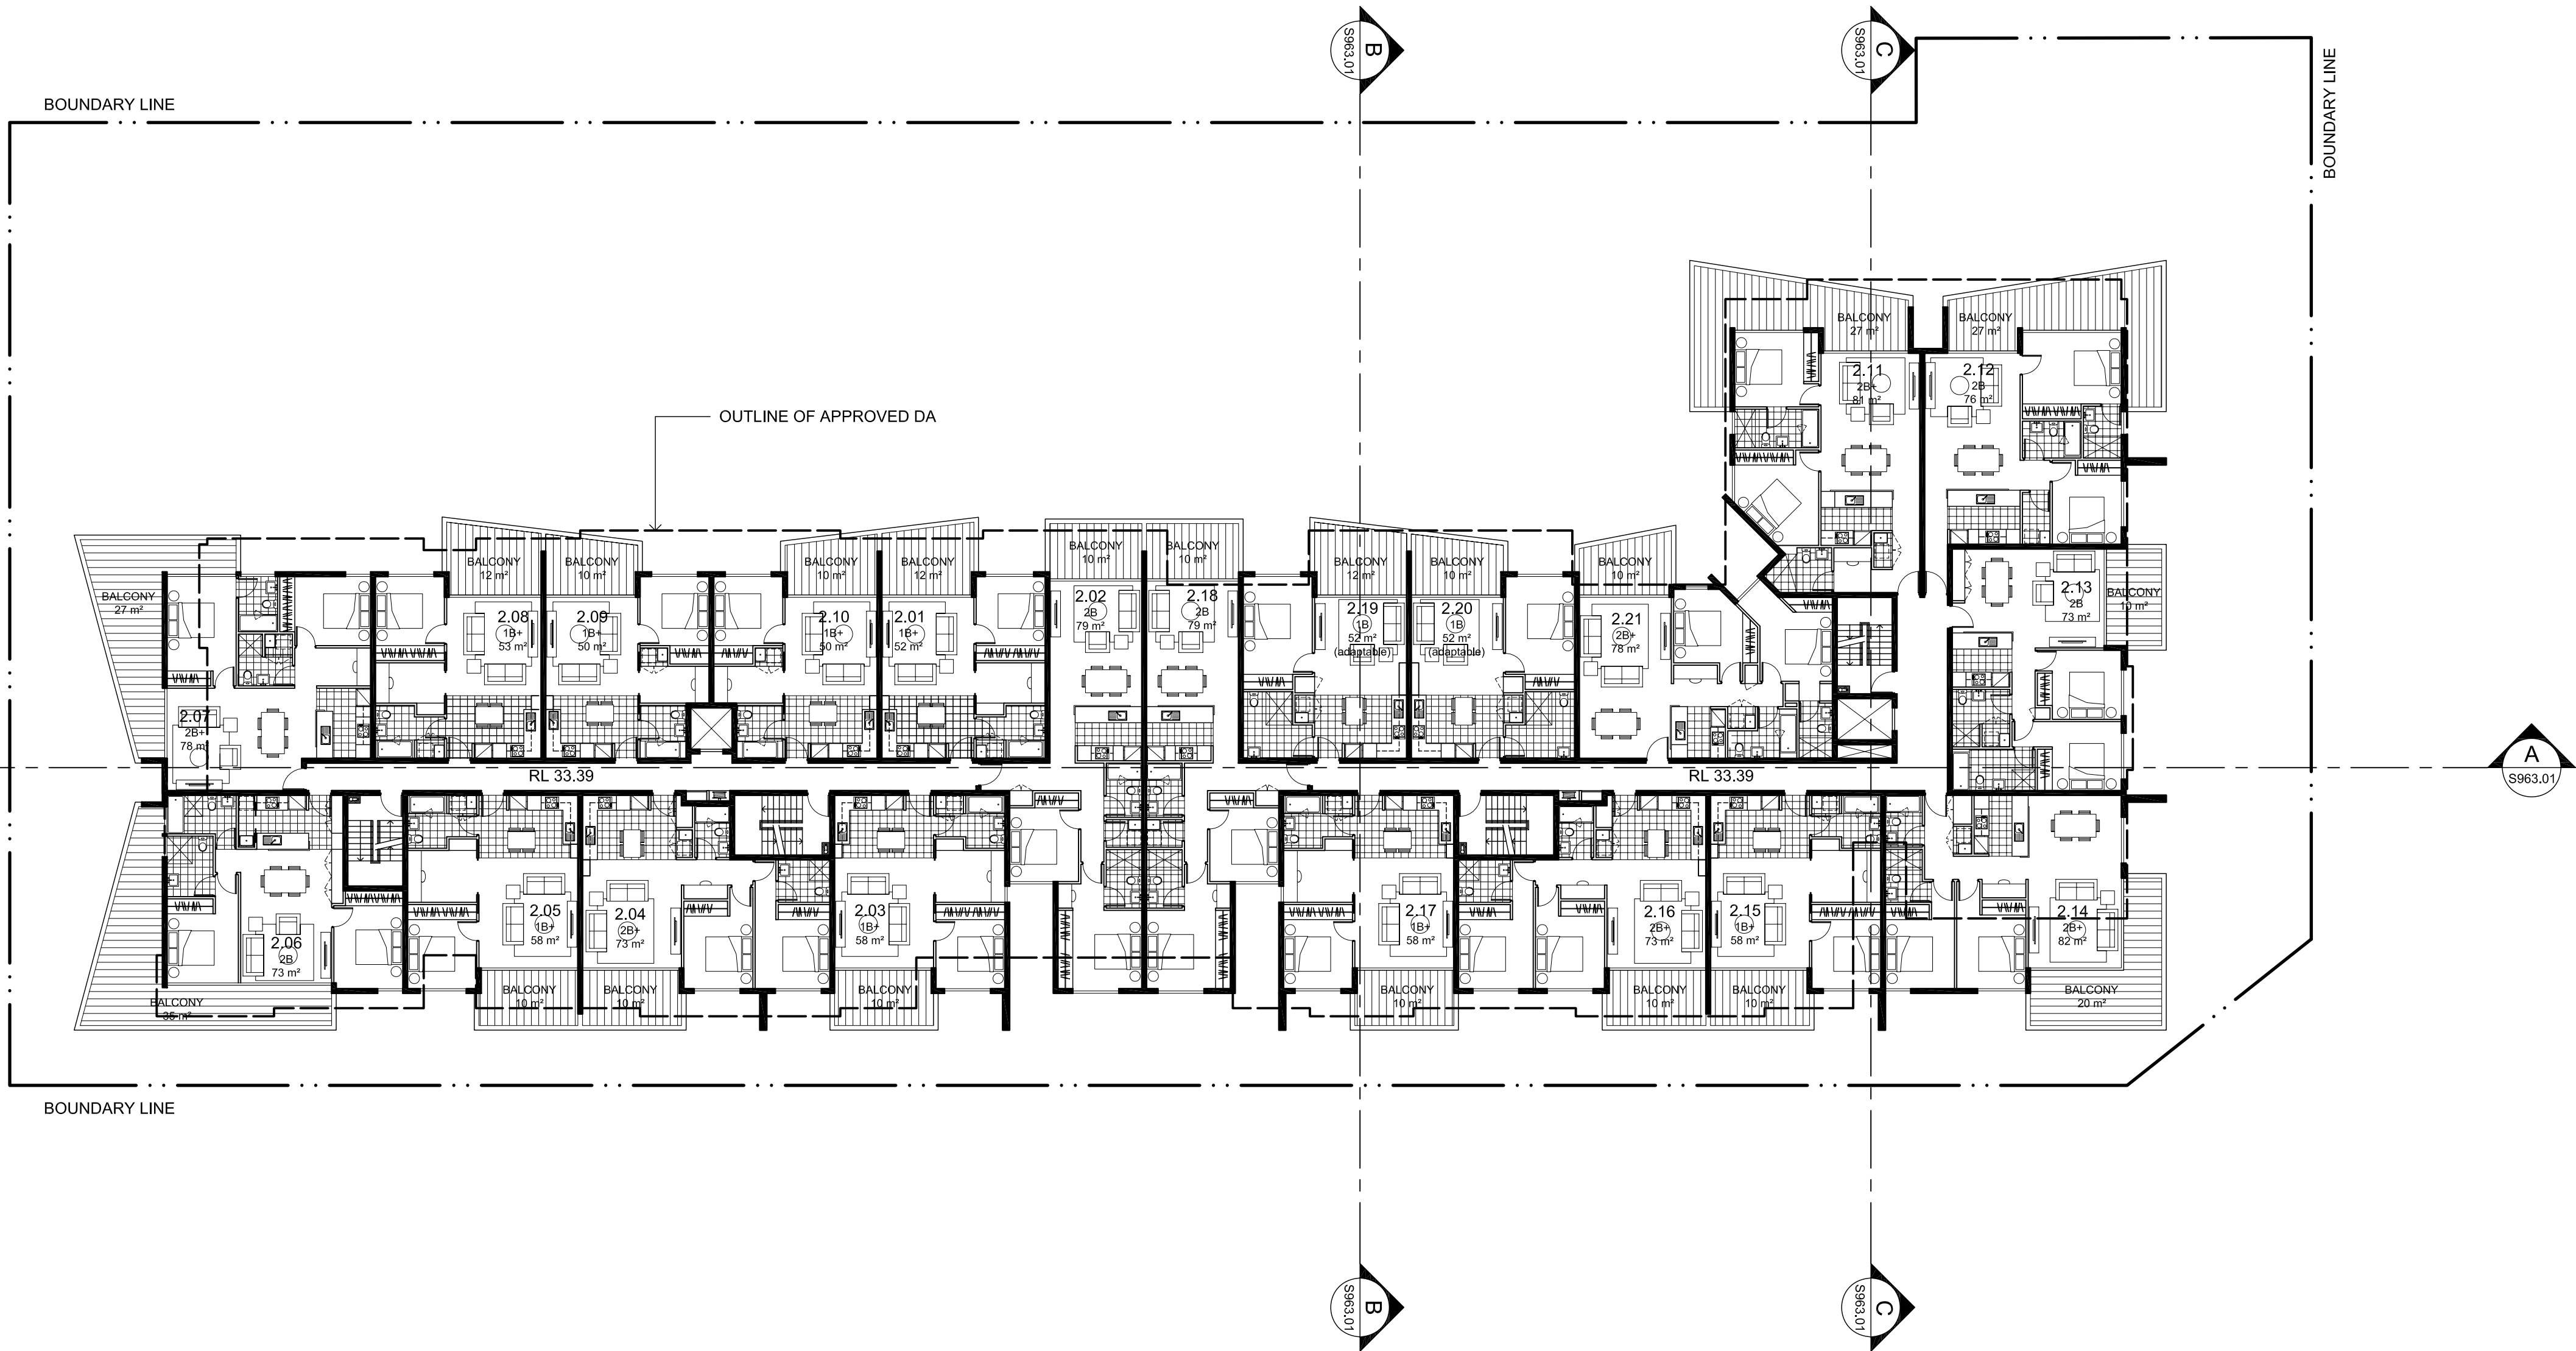 B
S963.01
C
S963.01
BOUNDARY LINE
BOUNDARY LINE
OUTLINE OF APPROVED DA
BALCONY
27 m²
BALCONY
27 m²
2.11
2B+
81 m²
2.12
2B
76 m²
BALCONY
27 m²
BALCONY
12 m²
BALCONY
10 m²
BALCONY
10 m²
BALCONY
12 m²
BALCONY
10 m²
BALCONY
10 m²
BALCONY
12 m²
BALCONY
10 m²
BALCONY
10 m²
BALCONY
10 m²
2.07
2B+
78 m²
2.08
1B+
53 m²
2.09
1B+
50 m²
2.10
1B+
50 m²
2.01
1B+
52 m²
2.02
2B
79 m²
2.18
2B
79 m²
2.19
1B
52 m²
(adaptable)
2.20
1B
52 m²
(adaptable)
2.21
2B+
78 m²
2.13
2B
73 m²
RL 33.39
RL 33.39
A
S963.01
2.06
2B
73 m²
2.05
1B+
58 m²
2.04
2B+
73 m²
2.03
1B+
58 m²
2.17
1B+
58 m²
2.16
2B+
73 m²
2.15
1B+
58 m²
2.14
2B+
82 m²
BALCONY
35 m²
BALCONY
10 m²
BALCONY
10 m²
BALCONY
10 m²
BALCONY
10 m²
BALCONY
10 m²
BALCONY
10 m²
BALCONY
20 m²
BOUNDARY LINE
B
S963.01
C
S963.01